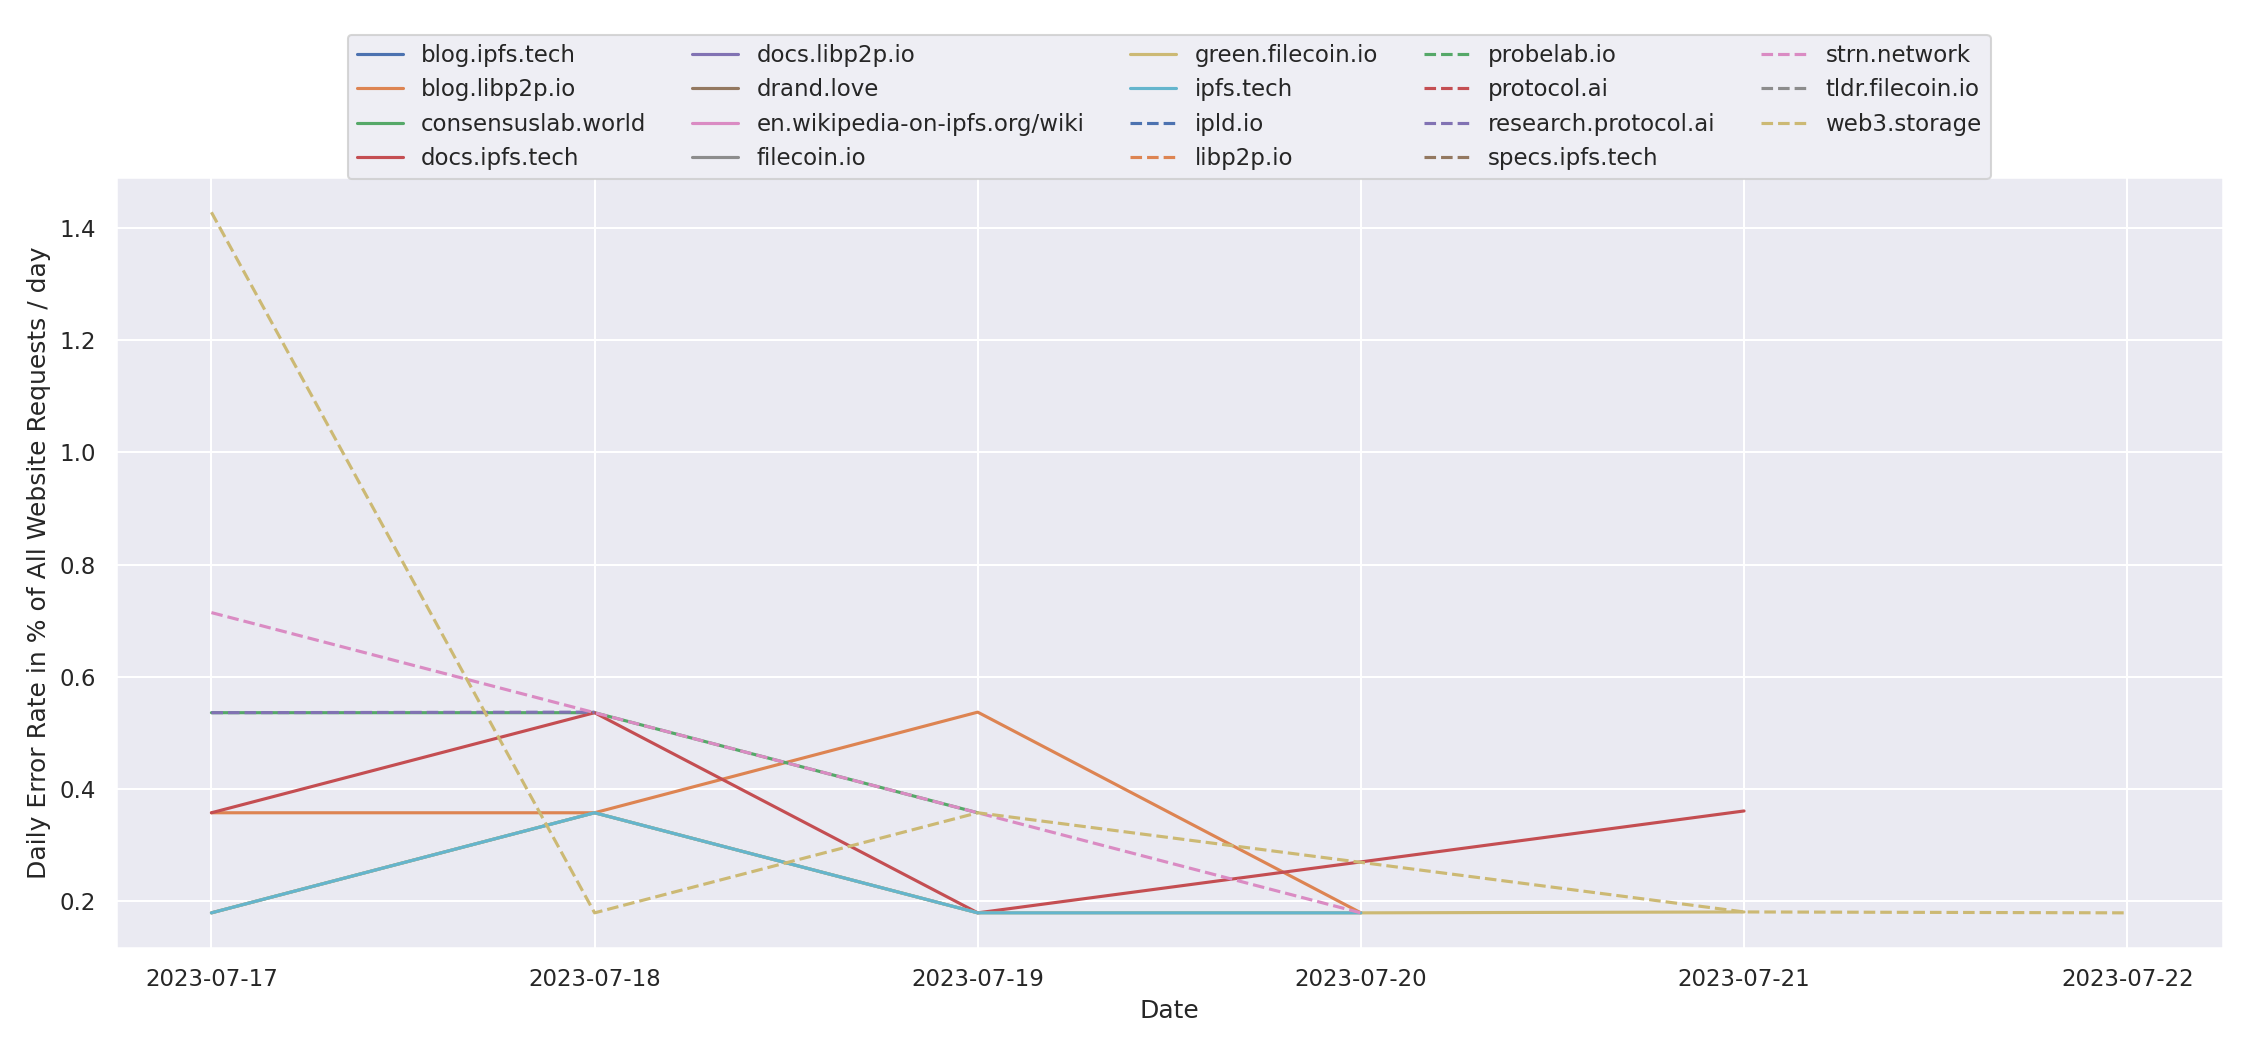 blog.ipfs.tech
blog.libp2p.io
consensuslab.world
docs.ipfs.tech
docs.libp2p.io
drand.love
en.wikipedia-on-ipfs.org/wiki
filecoin.io
green.filecoin.io
ipfs.tech
ipld.io
libp2p.io
probelab.io
protocol.ai
research.protocol.ai
specs.ipfs.tech
strn.network
tldr.filecoin.io
web3.storage
Daily Error Rate in % of All Website Requests / day
1.4
1.2
1.0
0.8
0.6
0.4
0.2
2023-07-17
2023-07-18
2023-07-19
2023-07-20
2023-07-21
2023-07-22
Date